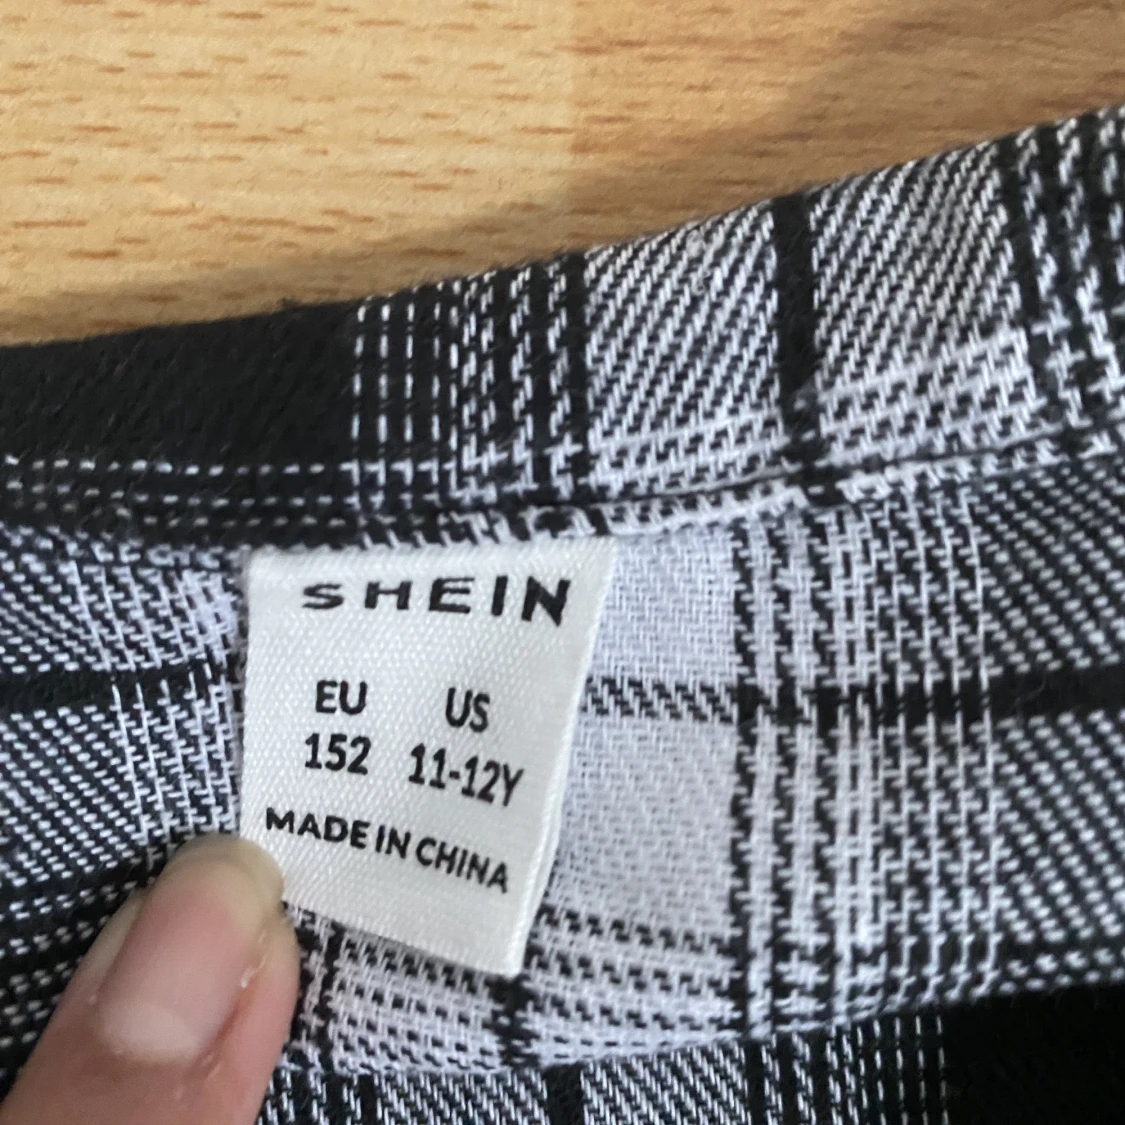 SHEIN
EU US
152 11-12Y
MADE IN CHINA